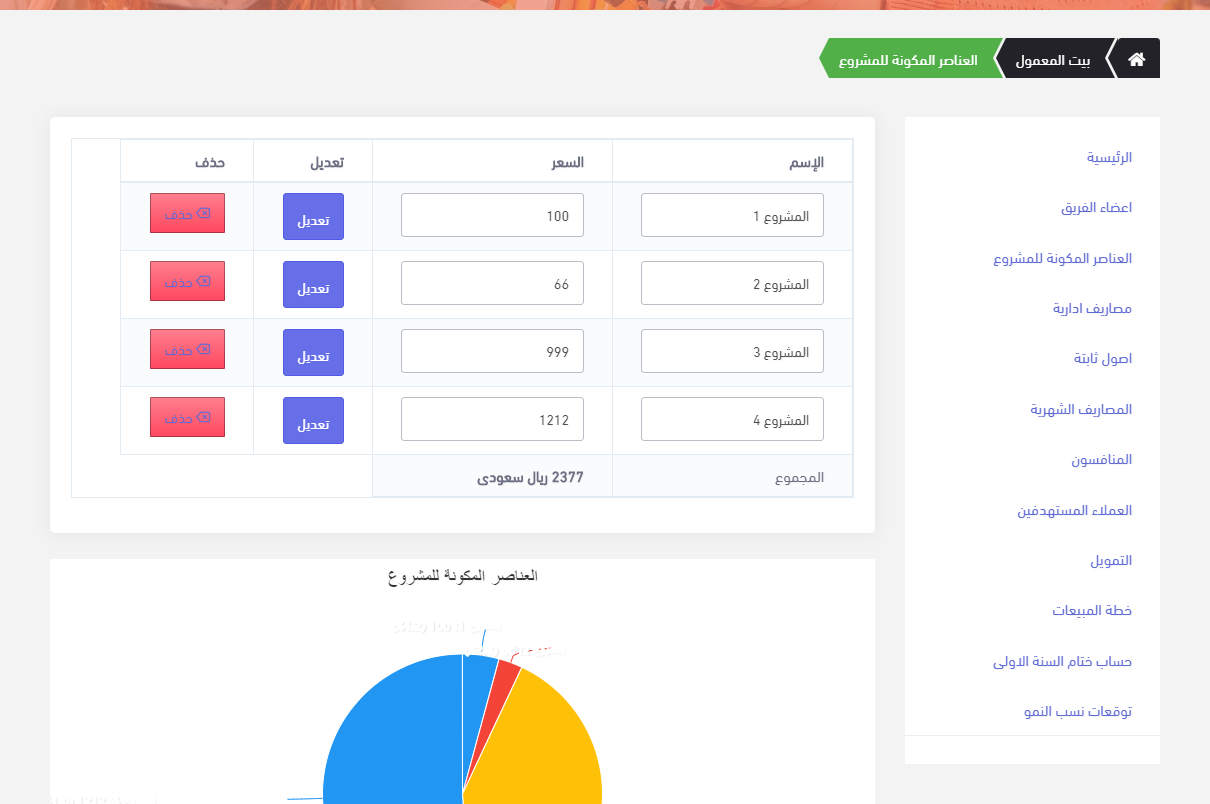 بيت المعمول
العناصر المكونة للمشروع
الرئيسية
اعضاء الفريق
العناصر المكونة للمشروع
مصاريف ادارية
اصول ثابتة
المصاريف الشهرية
المنافسون
العملاء المستهدفين
التمويل
خطة المبيعات
حساب ختام السنة الاولى
توقعات نسب النمو
الإسم السعر تعديل حذف
المشروع 1 100 تعديل حذف
المشروع 2 66 تعديل حذف
المشروع 3 999 تعديل حذف
المشروع 4 1212 تعديل حذف
المجموع 2377 ريال سعودى
العناصر المكونة للمشروع